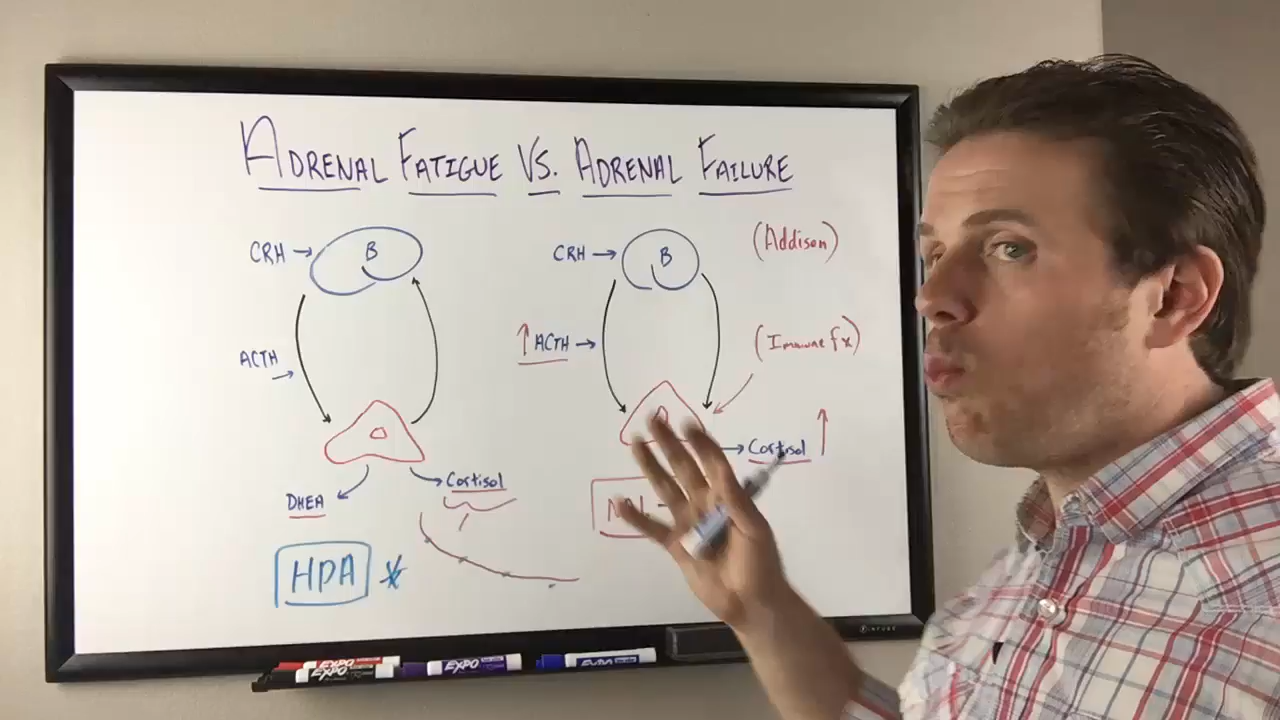 ADRENAL FATIGUE VS. ADRENAL FAILURE
CRH
B
ACTH
DHEA
Cortisol
HPA
CRH
B
(Addison)
ACTH
(Immune fx)
Cortisol
EXPO
EXPO
EXPO
EXPO